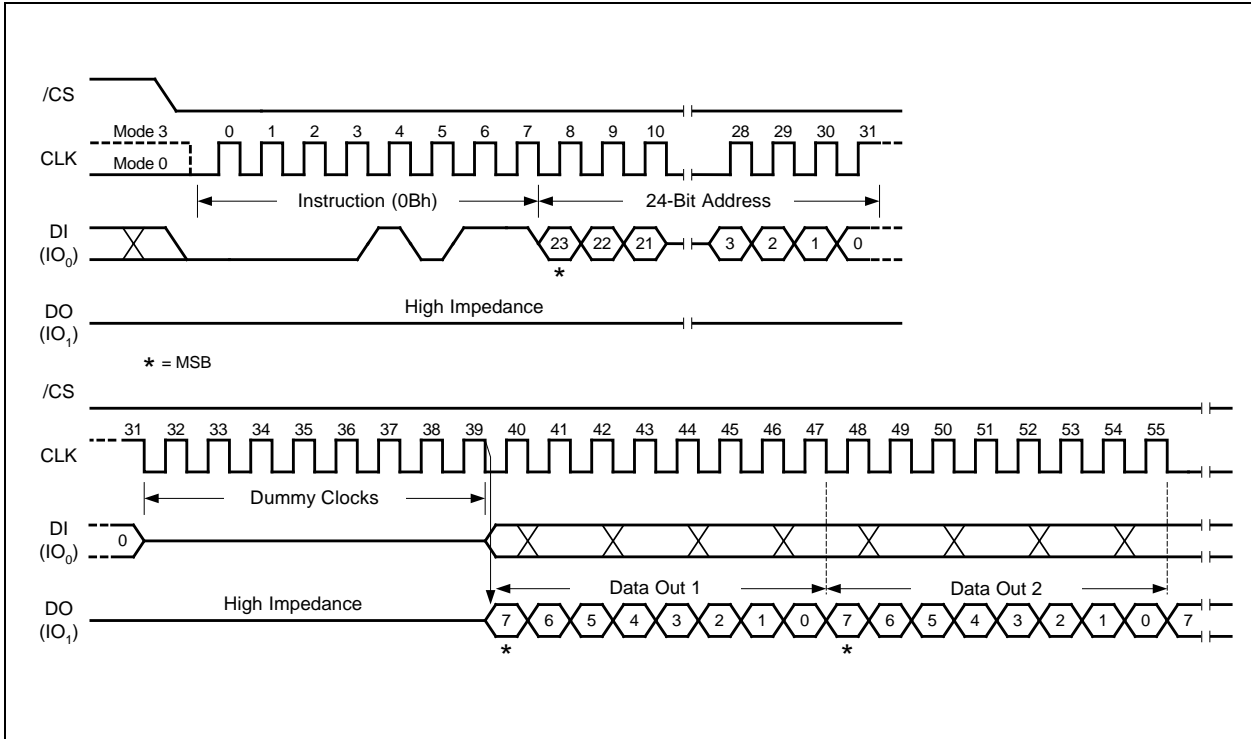 /CS
Mode 3 0 1 2 3 4 5 6 7 8 9 10 28 29 30 31
CLK
Mode 0
Instruction (0Bh) 24-Bit Address
DI
(IO0) 23 22 21 3 2 1 0
*
High Impedance
DO
(IO1)
* = MSB
/CS
31 32 33 34 35 36 37 38 39 40 41 42 43 44 45 46 47 48 49 50 51 52 53 54 55
CLK
Dummy Clocks
DI
(IO0) 0
Data Out 1 Data Out 2
High Impedance
DO
(IO1) 7 6 5 4 3 2 1 0 7 6 5 4 3 2 1 0 7
* *